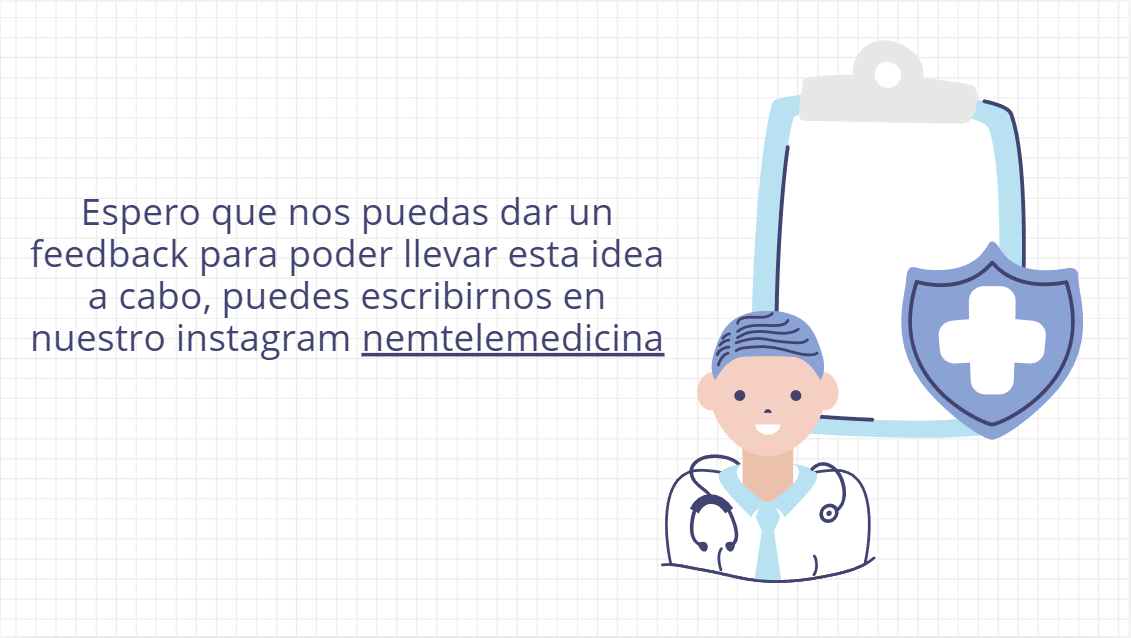 Espero que nos puedas dar un
feedback para poder llevar esta idea
a cabo, puedes escribirnos en
nuestro instagram nemtelemedicina